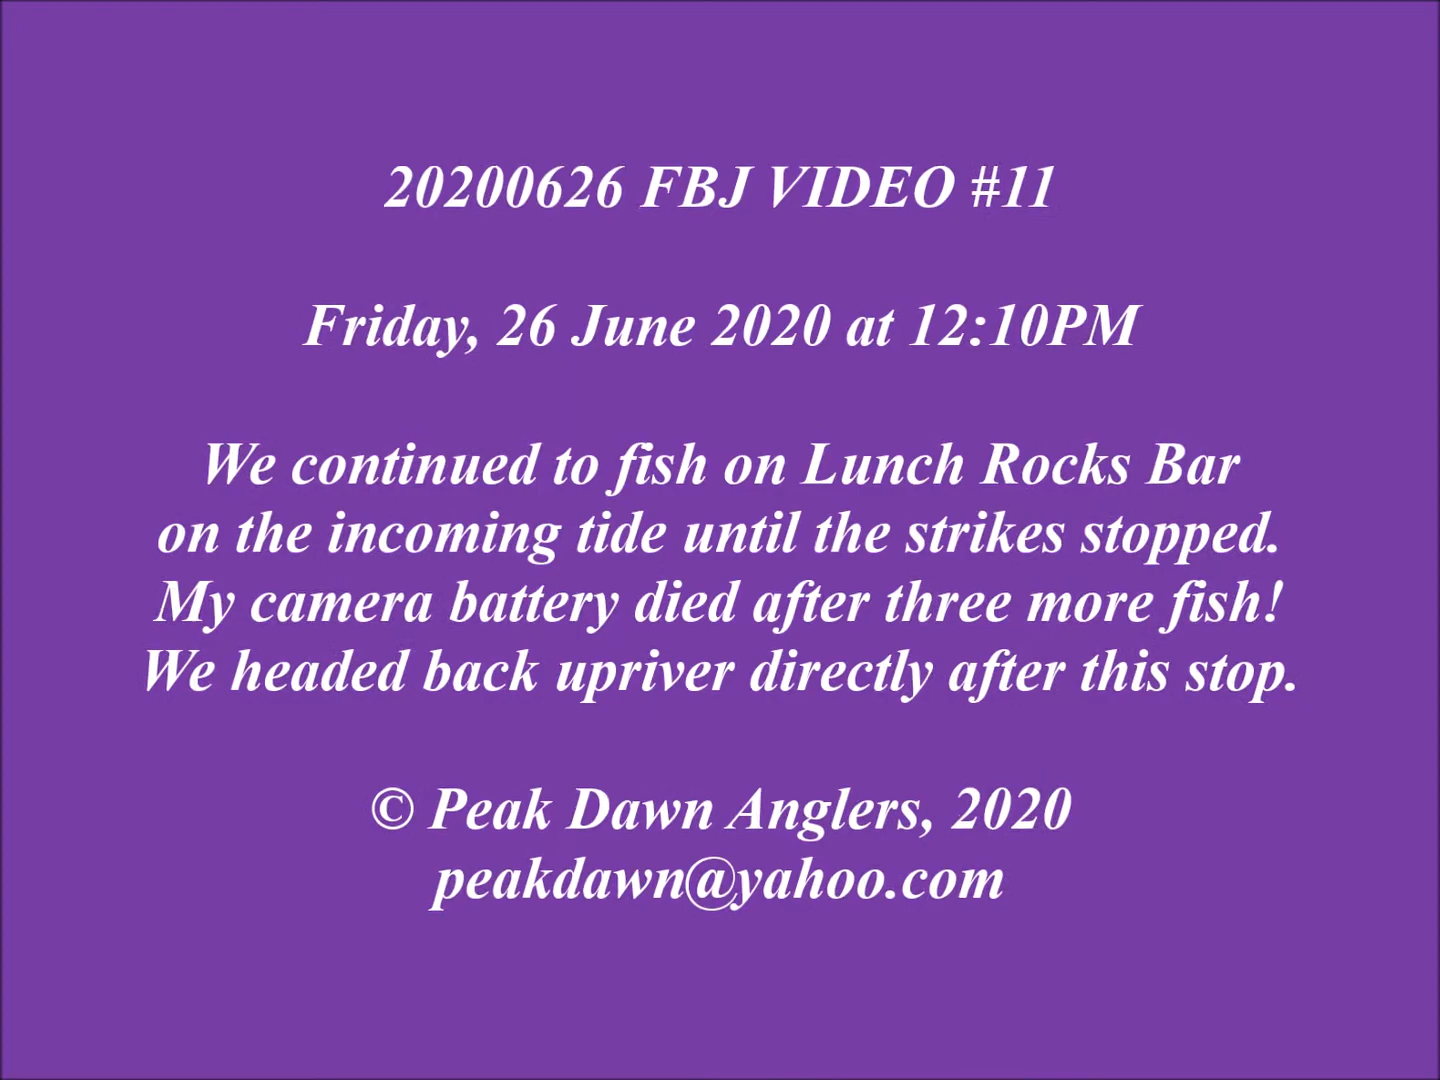 20200626 FBJ VIDEO #11
Friday, 26 June 2020 at 12:10PM
We continued to fish on Lunch Rocks Bar
on the incoming tide until the strikes stopped.
My camera battery died after three more fish!
We headed back upriver directly after this stop.
© Peak Dawn Anglers, 2020
peakdawn@yahoo.com